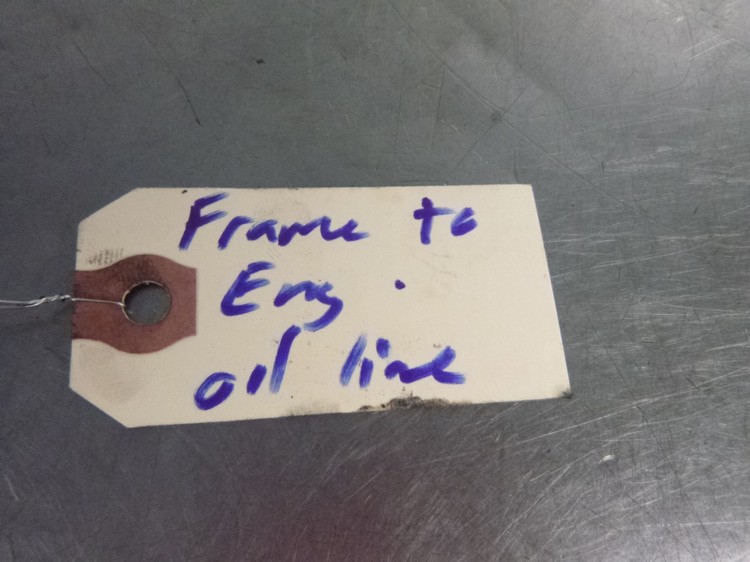 Frame to
Eng.
oil line